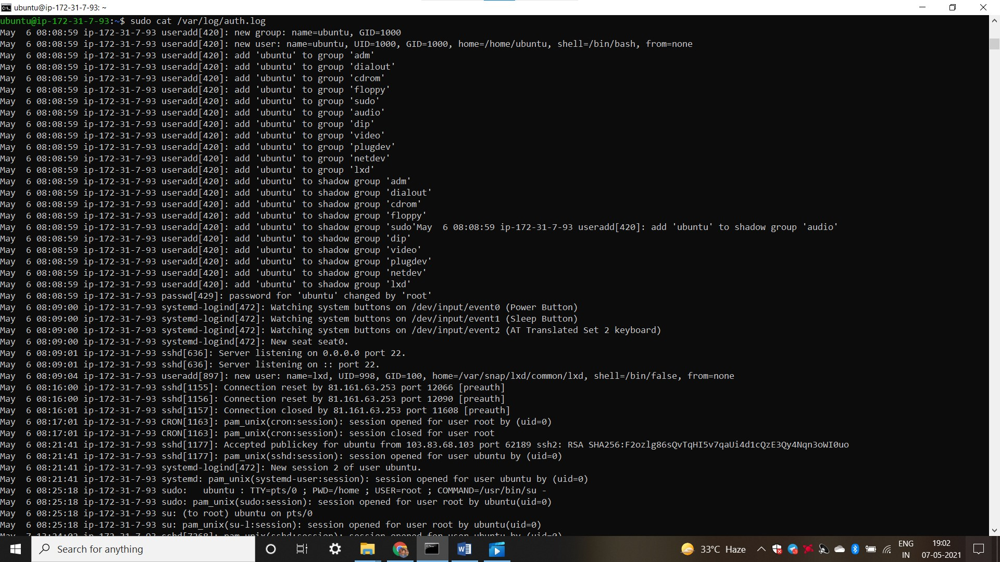 ubuntu@ip-172-31-7-93: ~
ubuntu@ip-172-31-7-93:~$ sudo cat /var/log/auth.log
May  6 08:08:59 ip-172-31-7-93 useradd[420]: new group: name=ubuntu, GID=1000
May  6 08:08:59 ip-172-31-7-93 useradd[420]: new user: name=ubuntu, UID=1000, GID=1000, home=/home/ubuntu, shell=/bin/bash, from=none
May  6 08:08:59 ip-172-31-7-93 useradd[420]: add 'ubuntu' to group 'adm'
May  6 08:08:59 ip-172-31-7-93 useradd[420]: add 'ubuntu' to group 'dialout'
May  6 08:08:59 ip-172-31-7-93 useradd[420]: add 'ubuntu' to group 'cdrom'
May  6 08:08:59 ip-172-31-7-93 useradd[420]: add 'ubuntu' to group 'floppy'
May  6 08:08:59 ip-172-31-7-93 useradd[420]: add 'ubuntu' to group 'sudo'
May  6 08:08:59 ip-172-31-7-93 useradd[420]: add 'ubuntu' to group 'audio'
May  6 08:08:59 ip-172-31-7-93 useradd[420]: add 'ubuntu' to group 'dip'
May  6 08:08:59 ip-172-31-7-93 useradd[420]: add 'ubuntu' to group 'video'
May  6 08:08:59 ip-172-31-7-93 useradd[420]: add 'ubuntu' to group 'plugdev'
May  6 08:08:59 ip-172-31-7-93 useradd[420]: add 'ubuntu' to group 'netdev'
May  6 08:08:59 ip-172-31-7-93 useradd[420]: add 'ubuntu' to group 'lxd'
May  6 08:08:59 ip-172-31-7-93 useradd[420]: add 'ubuntu' to shadow group 'adm'
May  6 08:08:59 ip-172-31-7-93 useradd[420]: add 'ubuntu' to shadow group 'dialout'
May  6 08:08:59 ip-172-31-7-93 useradd[420]: add 'ubuntu' to shadow group 'cdrom'
May  6 08:08:59 ip-172-31-7-93 useradd[420]: add 'ubuntu' to shadow group 'floppy'
May  6 08:08:59 ip-172-31-7-93 useradd[420]: add 'ubuntu' to shadow group 'sudo'May  6 08:08:59 ip-172-31-7-93 useradd[420]: add 'ubuntu' to shadow group 'audio'
May  6 08:08:59 ip-172-31-7-93 useradd[420]: add 'ubuntu' to shadow group 'dip'
May  6 08:08:59 ip-172-31-7-93 useradd[420]: add 'ubuntu' to shadow group 'video'
May  6 08:08:59 ip-172-31-7-93 useradd[420]: add 'ubuntu' to shadow group 'plugdev'
May  6 08:08:59 ip-172-31-7-93 useradd[420]: add 'ubuntu' to shadow group 'netdev'
May  6 08:08:59 ip-172-31-7-93 useradd[420]: add 'ubuntu' to shadow group 'lxd'
May  6 08:08:59 ip-172-31-7-93 passwd[429]: password for 'ubuntu' changed by 'root'
May  6 08:09:00 ip-172-31-7-93 systemd-logind[472]: Watching system buttons on /dev/input/event0 (Power Button)
May  6 08:09:00 ip-172-31-7-93 systemd-logind[472]: Watching system buttons on /dev/input/event1 (Sleep Button)
May  6 08:09:00 ip-172-31-7-93 systemd-logind[472]: Watching system buttons on /dev/input/event2 (AT Translated Set 2 keyboard)
May  6 08:09:00 ip-172-31-7-93 systemd-logind[472]: New seat seat0.
May  6 08:09:01 ip-172-31-7-93 sshd[636]: Server listening on 0.0.0.0 port 22.
May  6 08:09:01 ip-172-31-7-93 sshd[636]: Server listening on :: port 22.
May  6 08:09:04 ip-172-31-7-93 useradd[897]: new user: name=lxd, UID=998, GID=100, home=/var/snap/lxd/common/lxd, shell=/bin/false, from=none
May  6 08:16:00 ip-172-31-7-93 sshd[1155]: Connection reset by 81.161.63.253 port 12066 [preauth]
May  6 08:16:00 ip-172-31-7-93 sshd[1156]: Connection reset by 81.161.63.253 port 12090 [preauth]
May  6 08:16:01 ip-172-31-7-93 sshd[1157]: Connection closed by 81.161.63.253 port 11608 [preauth]
May  6 08:17:01 ip-172-31-7-93 CRON[1163]: pam_unix(cron:session): session opened for user root by (uid=0)
May  6 08:17:01 ip-172-31-7-93 CRON[1163]: pam_unix(cron:session): session closed for user root
May  6 08:21:41 ip-172-31-7-93 sshd[1177]: Accepted publickey for ubuntu from 103.83.68.103 port 62189 ssh2: RSA SHA256:F2ozlg86sQvTqHI5v7qaUi4d1cQzE3Qy4Nqn3oWI0uo
May  6 08:21:41 ip-172-31-7-93 sshd[1177]: pam_unix(sshd:session): session opened for user ubuntu by (uid=0)
May  6 08:21:41 ip-172-31-7-93 systemd-logind[472]: New session 2 of user ubuntu.
May  6 08:21:41 ip-172-31-7-93 systemd: pam_unix(systemd-user:session): session opened for user ubuntu by (uid=0)
May  6 08:25:18 ip-172-31-7-93 sudo:   ubuntu : TTY=pts/0 ; PWD=/home ; USER=root ; COMMAND=/usr/bin/su -
May  6 08:25:18 ip-172-31-7-93 sudo: pam_unix(sudo:session): session opened for user root by ubuntu(uid=0)
May  6 08:25:18 ip-172-31-7-93 su: (to root) ubuntu on pts/0
May  6 08:25:18 ip-172-31-7-93 su: pam_unix(su-l:session): session opened for user root by ubuntu(uid=0)
May  7 13:24:02 ip-172-31-7-93 sshd[7268]: pam_unix(sshd:session): session opened for user ubuntu by (uid=0)
Search for anything
33°C Haze
ENG
IN
19:02
07-05-2021